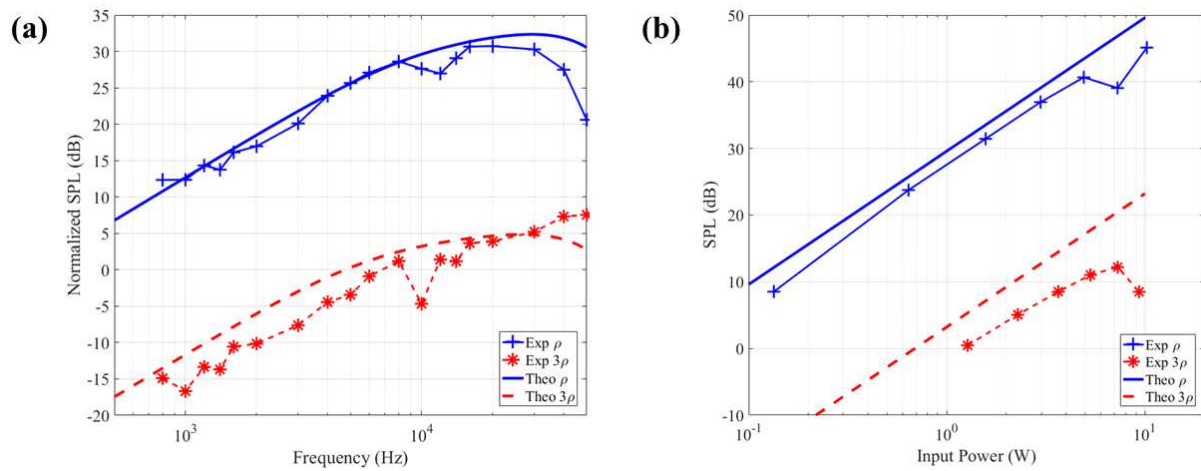 (a)
Normalized SPL (dB)
35
30
25
20
15
10
5
0
-5
-10
-15
-20
10³
10⁴
Frequency (Hz)
Exp ρ
Exp 3ρ
Theo ρ
Theo 3ρ
(b)
SPL (dB)
50
40
30
20
10
0
-10
10⁻¹
10⁰
10¹
Input Power (W)
Exp ρ
Exp 3ρ
Theo ρ
Theo 3ρ